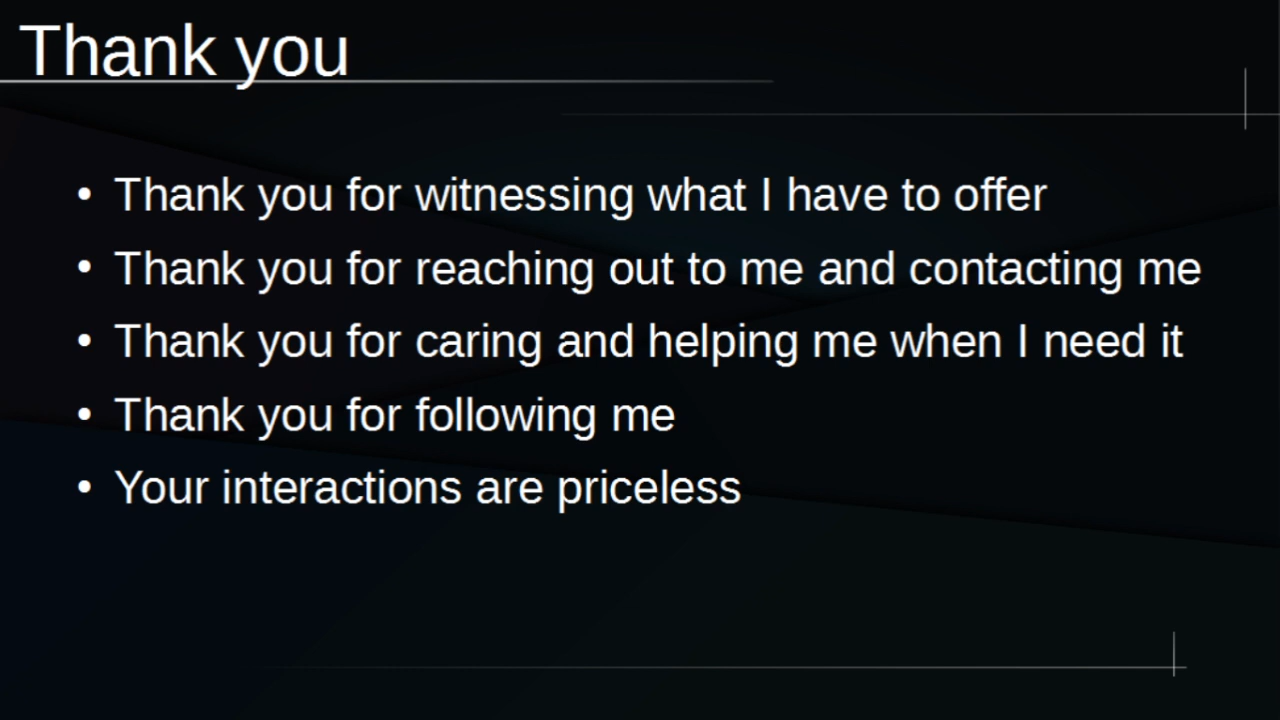 Thank you
• Thank you for witnessing what I have to offer
• Thank you for reaching out to me and contacting me
• Thank you for caring and helping me when I need it
• Thank you for following me
• Your interactions are priceless